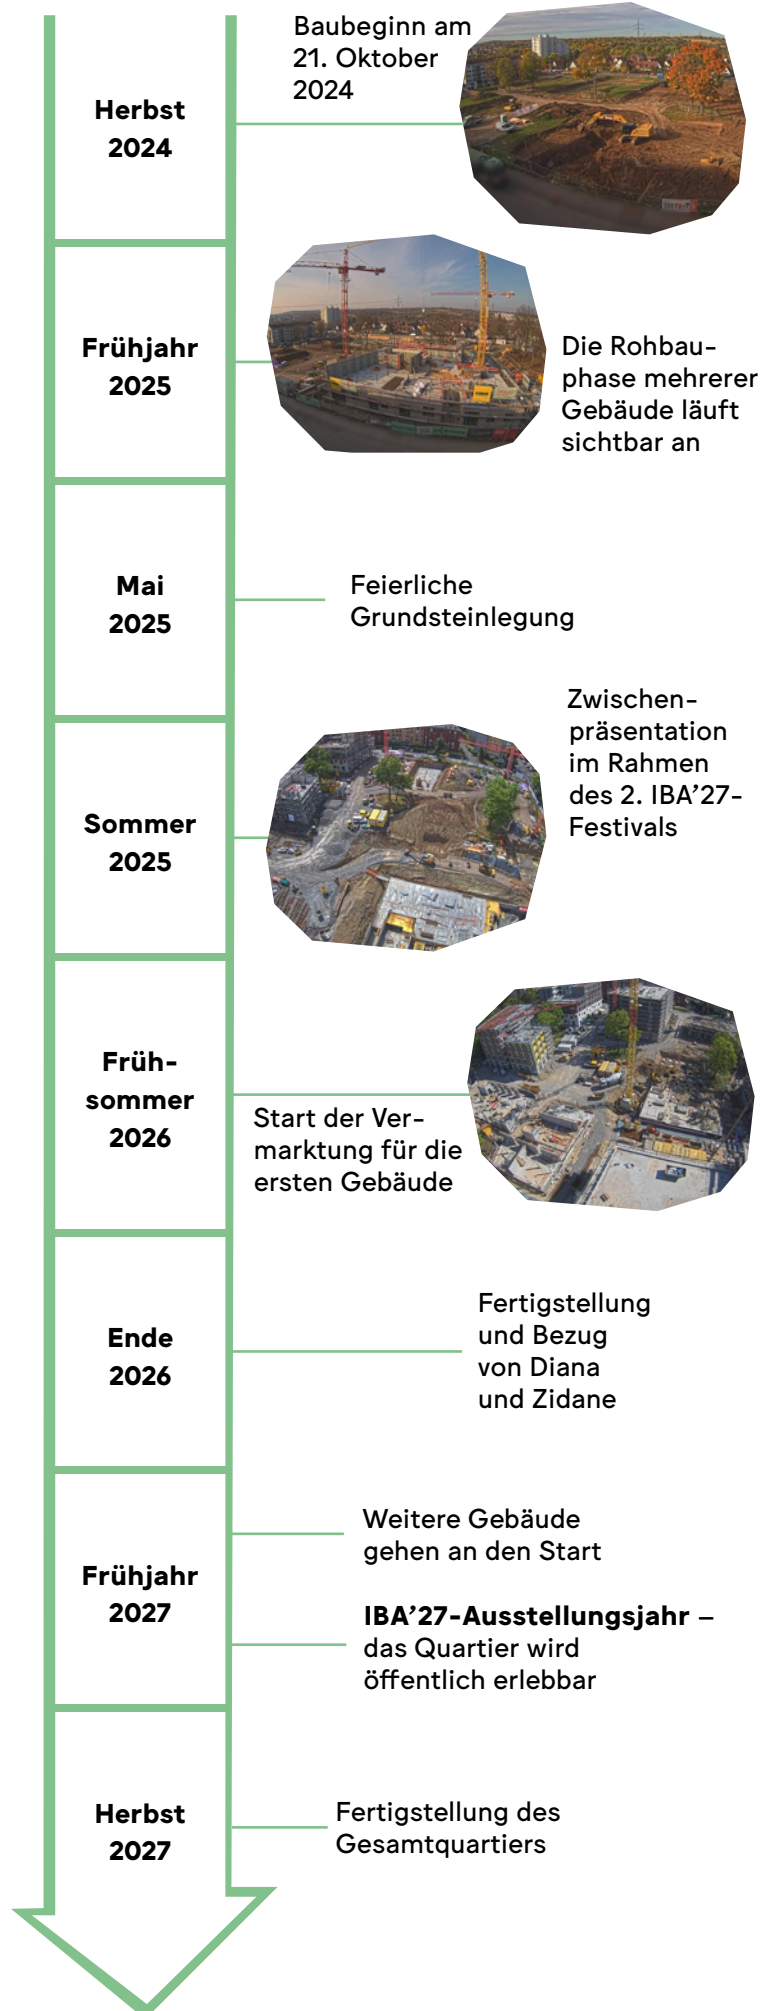 Herbst
2024
Baubeginn am
21. Oktober
2024
Frühjahr
2025
Die Rohbau-
phase mehrerer
Gebäude läuft
sichtbar an
Mai
2025
Feierliche
Grundsteinlegung
Sommer
2025
Zwischen-
präsentation
im Rahmen
des 2. IBA’27-
Festivals
Früh-
sommer
2026
Start der Ver-
marktung für die
ersten Gebäude
Ende
2026
Fertigstellung
und Bezug
von Diana
und Zidane
Frühjahr
2027
Weitere Gebäude
gehen an den Start
IBA’27-Ausstellungsjahr –
das Quartier wird
öffentlich erlebbar
Herbst
2027
Fertigstellung des
Gesamtquartiers